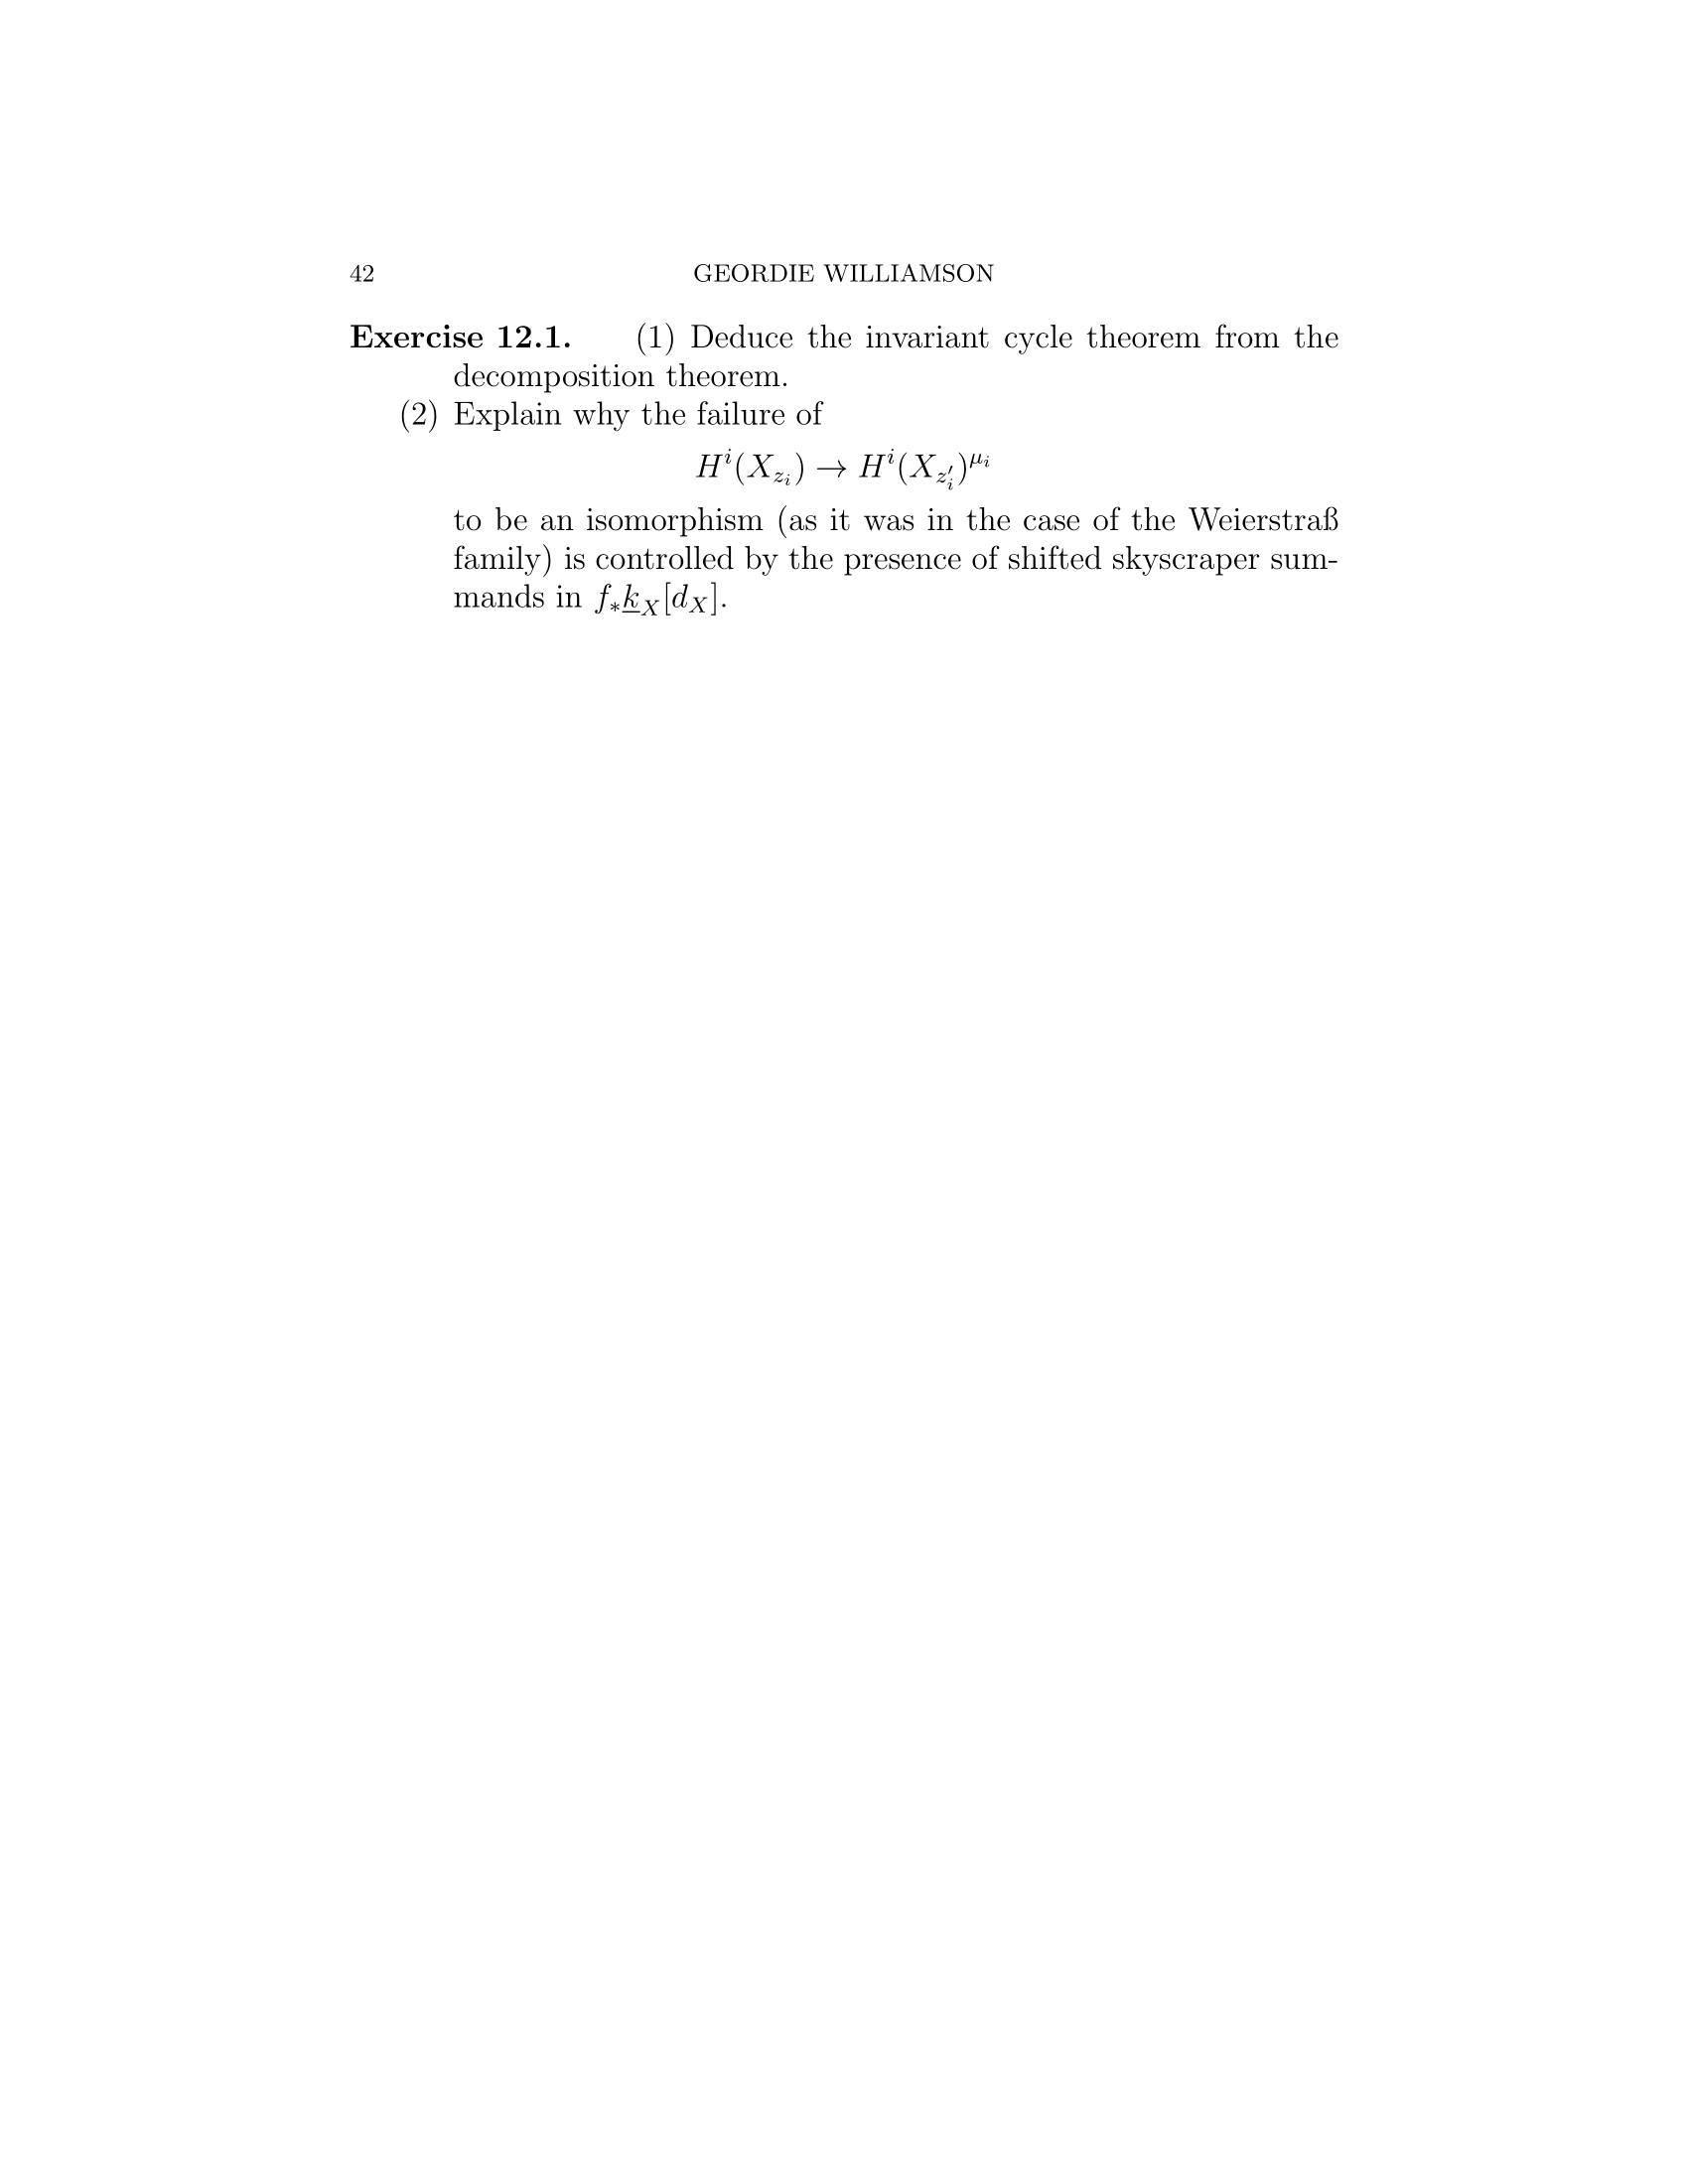 42 GEORDIE WILLIAMSON
Exercise 12.1. (1) Deduce the invariant cycle theorem from the
decomposition theorem.
(2) Explain why the failure of
$H^i(X_{z_i}) \to H^i(X_{z_i'})^{\mu_i}$
to be an isomorphism (as it was in the case of the Weierstraß
family) is controlled by the presence of shifted skyscraper sum-
mands in $f_*\underline{k}_X[d_X]$.